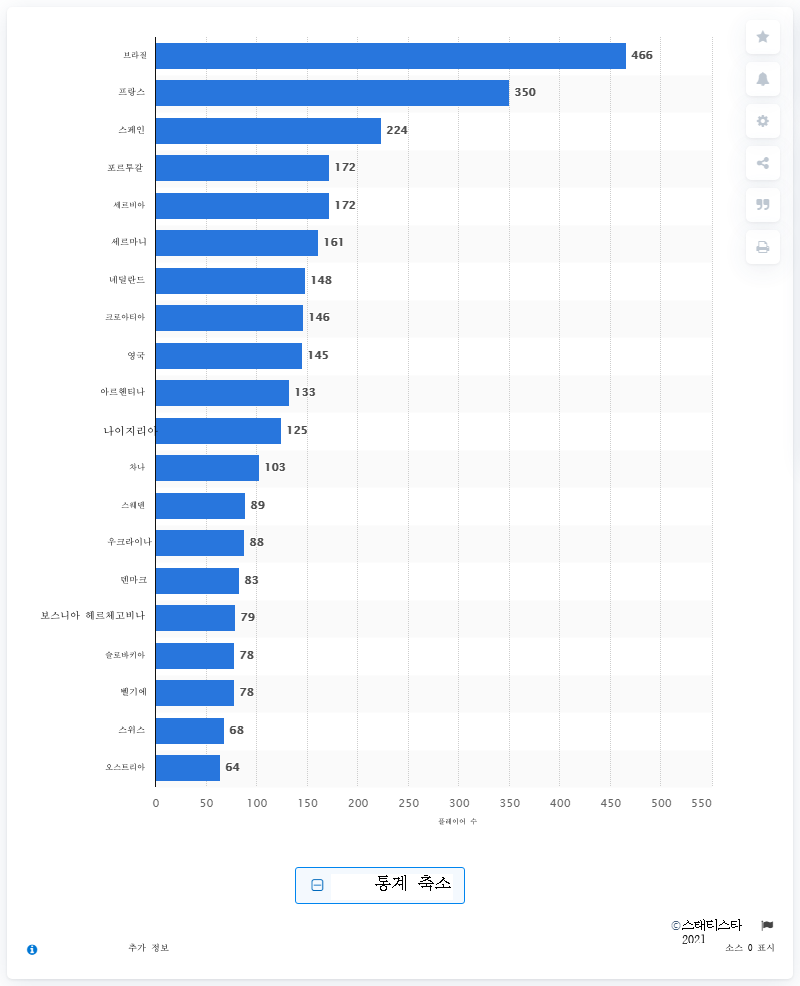 브라질 466
프랑스 350
스페인 224
포르투갈 172
세르비아 172
세르마니 161
네덜란드 148
크로아티아 146
영국 145
아르헨티나 133
나이지리아 125
차나 103
스웨덴 89
우크라이나 88
덴마크 83
보스니아 헤르체고비나 79
슬로바키아 78
벨기에 78
스위스 68
오스트리아 64
0 50 100 150 200 250 300 350 400 450 500 550
플레이어 수
통계 축소
©스태티스타
2021
추가 정보 소스 0 표시